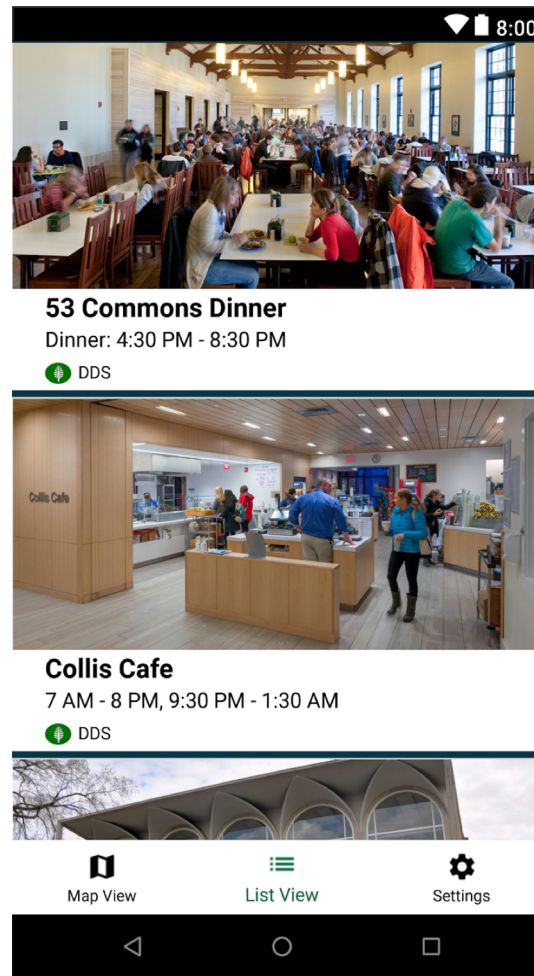 8:00
53 Commons Dinner
Dinner: 4:30 PM - 8:30 PM
DDS
Collis Cafe
Collis Cafe
7 AM - 8 PM, 9:30 PM - 1:30 AM
DDS
Map View
List View
Settings